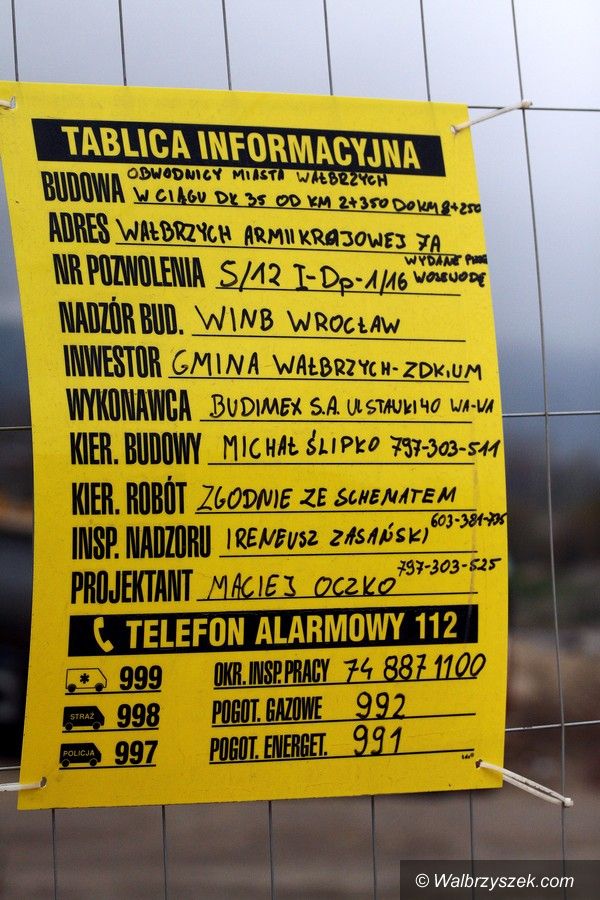 TABLICA INFORMACYJNA
OBWODNICY MIASTA WAŁBRZYCH
BUDOWA W CIĄGU DK 35 OD KM 2+350 DO KM 8+250
ADRES WAŁBRZYCH ARMII KRAJOWEJ 7A
WYDANE PRZEZ
NR POZWOLENIA 5/12 I-Dp-1/16 WOJEWODĘ
NADZÓR BUD. WINB WROCŁAW
INWESTOR GMINA WAŁBRZYCH-ZDKiUM
WYKONAWCA BUDIMEX S.A. UL STAWKI 40 WA-WA
KIER. BUDOWY MICHAŁ ŚLIPKO 797-303-511
KIER. ROBÓT ZGODNIE ZE SCHEMATEM
INSP. NADZORU IRENEUSZ ZASAŃSKI 603-381-735
PROJEKTANT MACIEJ OCZKO 797-303-525
TELEFON ALARMOWY 112
999 OKR. INSP. PRACY 74 887 1100
STRAŻ 998 POGOT. GAZOWE 992
POLICJA 997 POGOT. ENERGET. 991
© Walbrzyszek.com